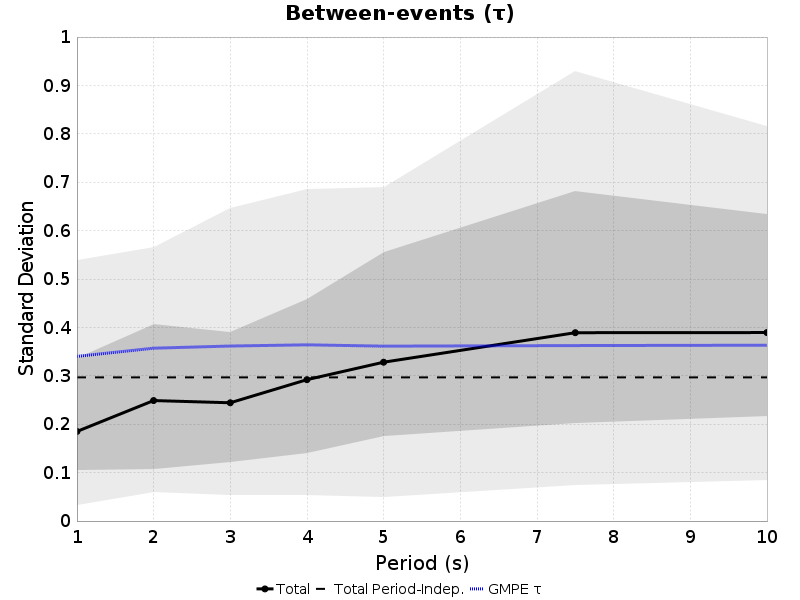 Between-events (τ)
1
0.9
0.8
0.7
0.6
0.5
0.4
0.3
0.2
0.1
0
Standard Deviation
1 2 3 4 5 6 7 8 9 10
Period (s)
Total Total Period-Indep. GMPE τ